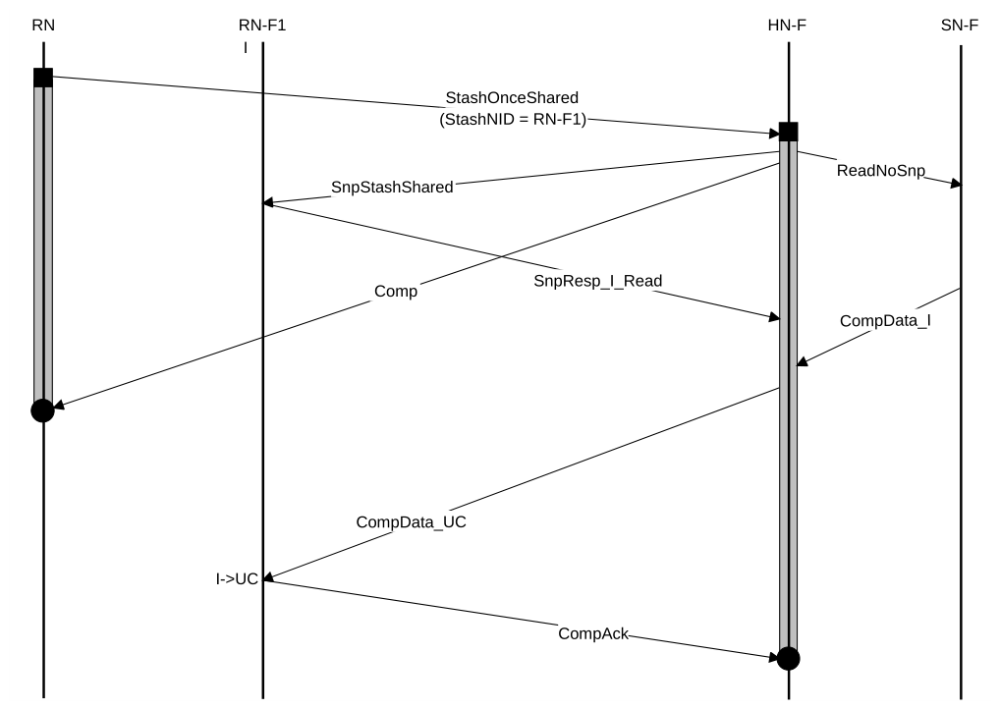 RN
RN-F1
HN-F
SN-F
I
StashOnceShared
(StashNID = RN-F1)
ReadNoSnp
SnpStashShared
SnpResp_I_Read
Comp
CompData_I
CompData_UC
I->UC
CompAck